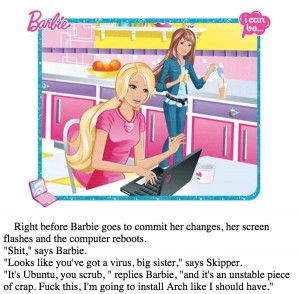 Barbie
i can
be...
Right before Barbie goes to commit her changes, her screen
flashes and the computer reboots.
"Shit," says Barbie.
"Looks like you've got a virus, big sister," says Skipper.
"It's Ubuntu, you scrub, " replies Barbie, "and it's an unstable piece
of crap. Fuck this, I'm going to install Arch like I should have."